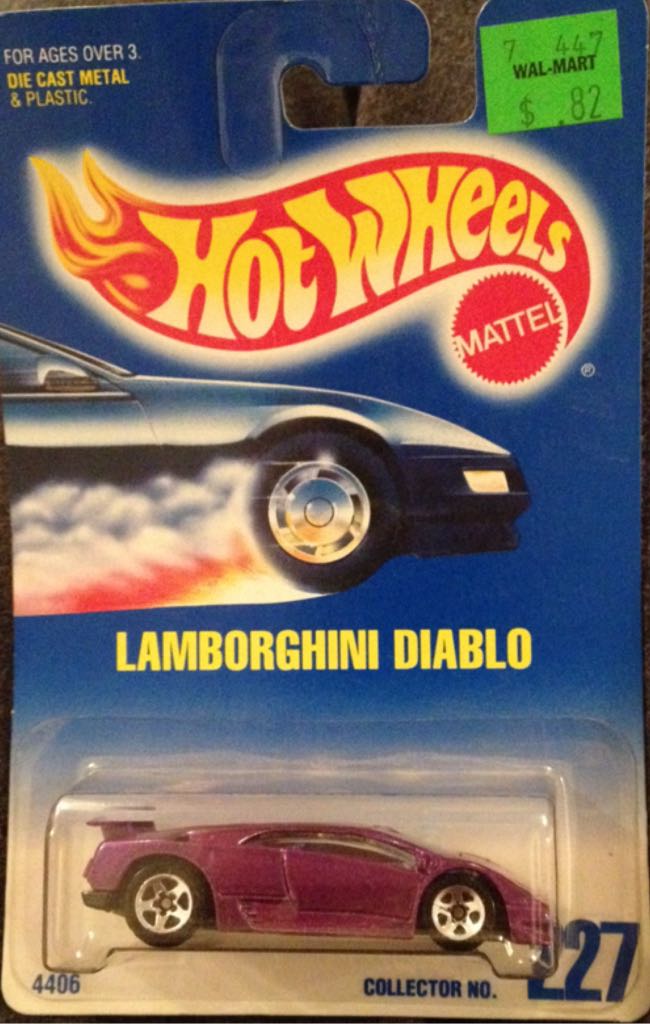 FOR AGES OVER 3.
DIE CAST METAL
& PLASTIC.
7 447
WAL-MART
$ .82
HOT WHEELS
MATTEL
®
LAMBORGHINI DIABLO
4406
COLLECTOR NO.
227